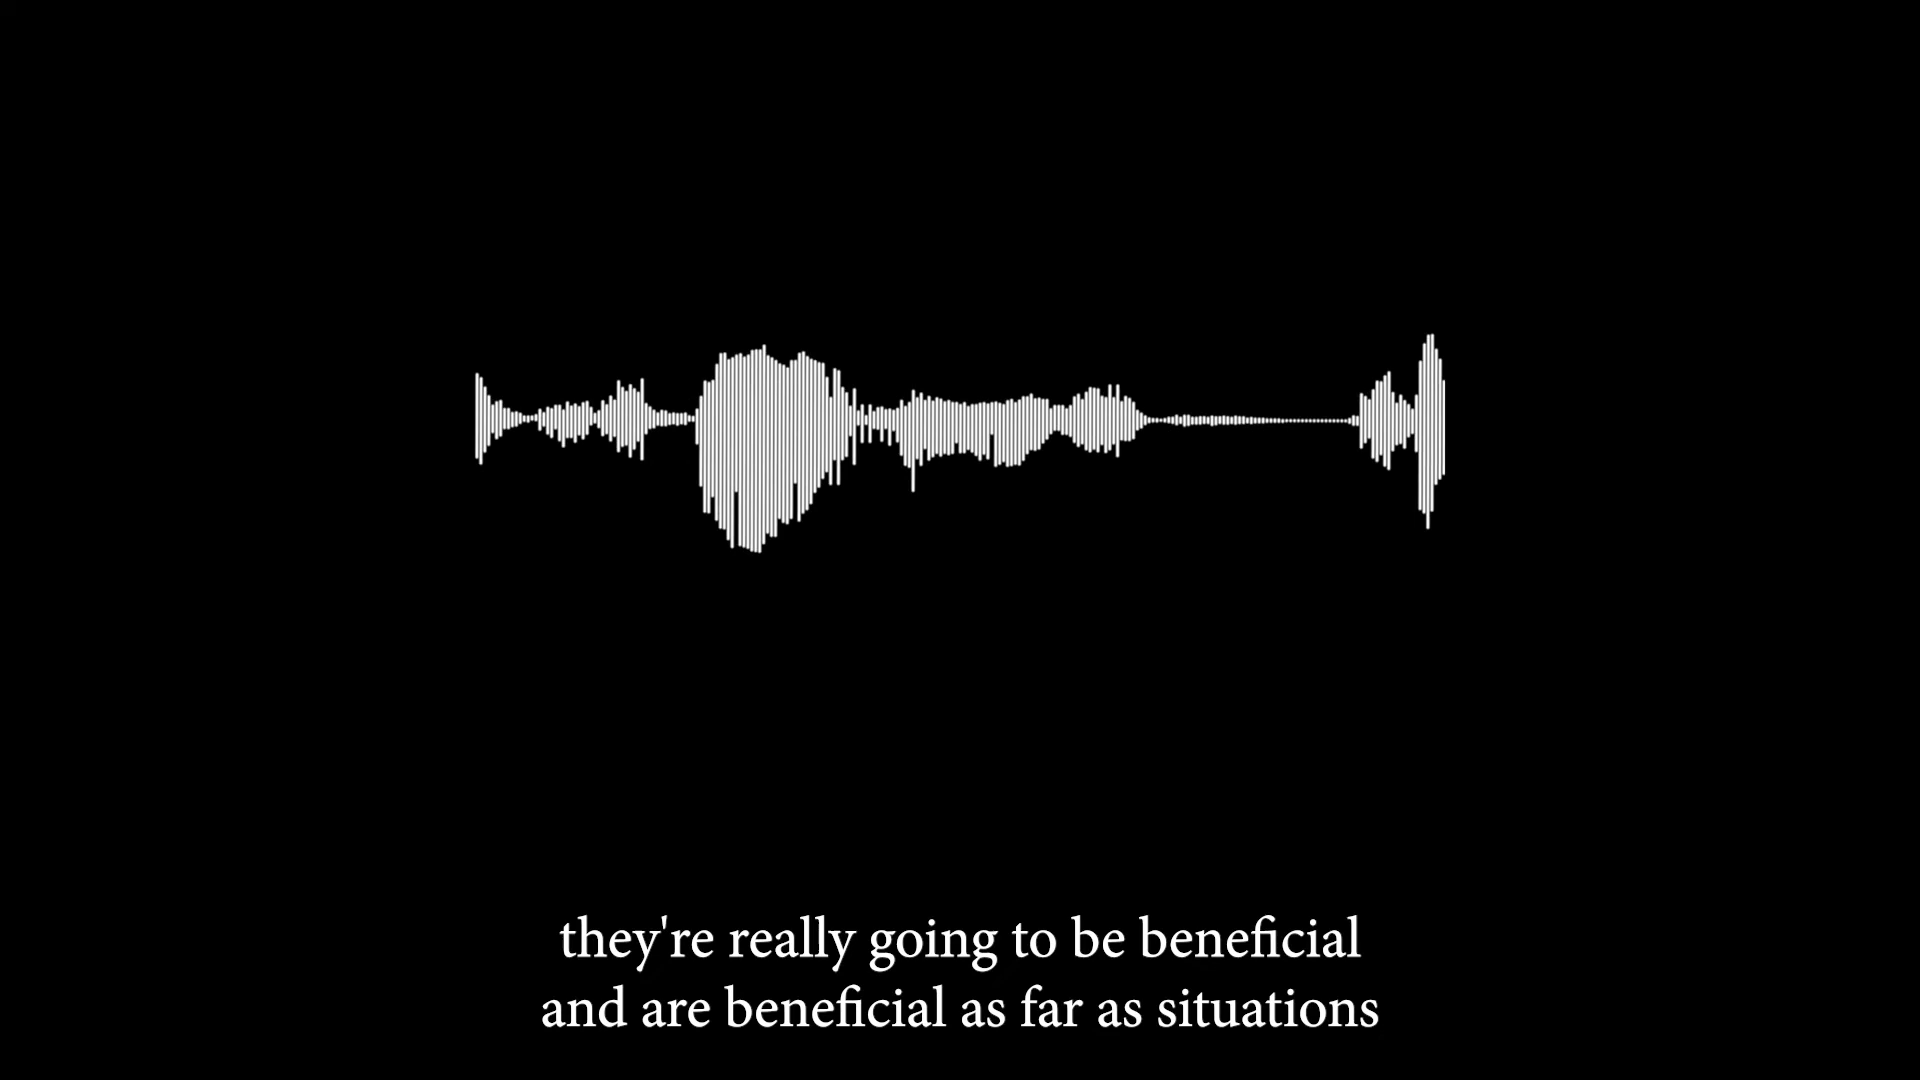 they're really going to be beneficial
and are beneficial as far as situations